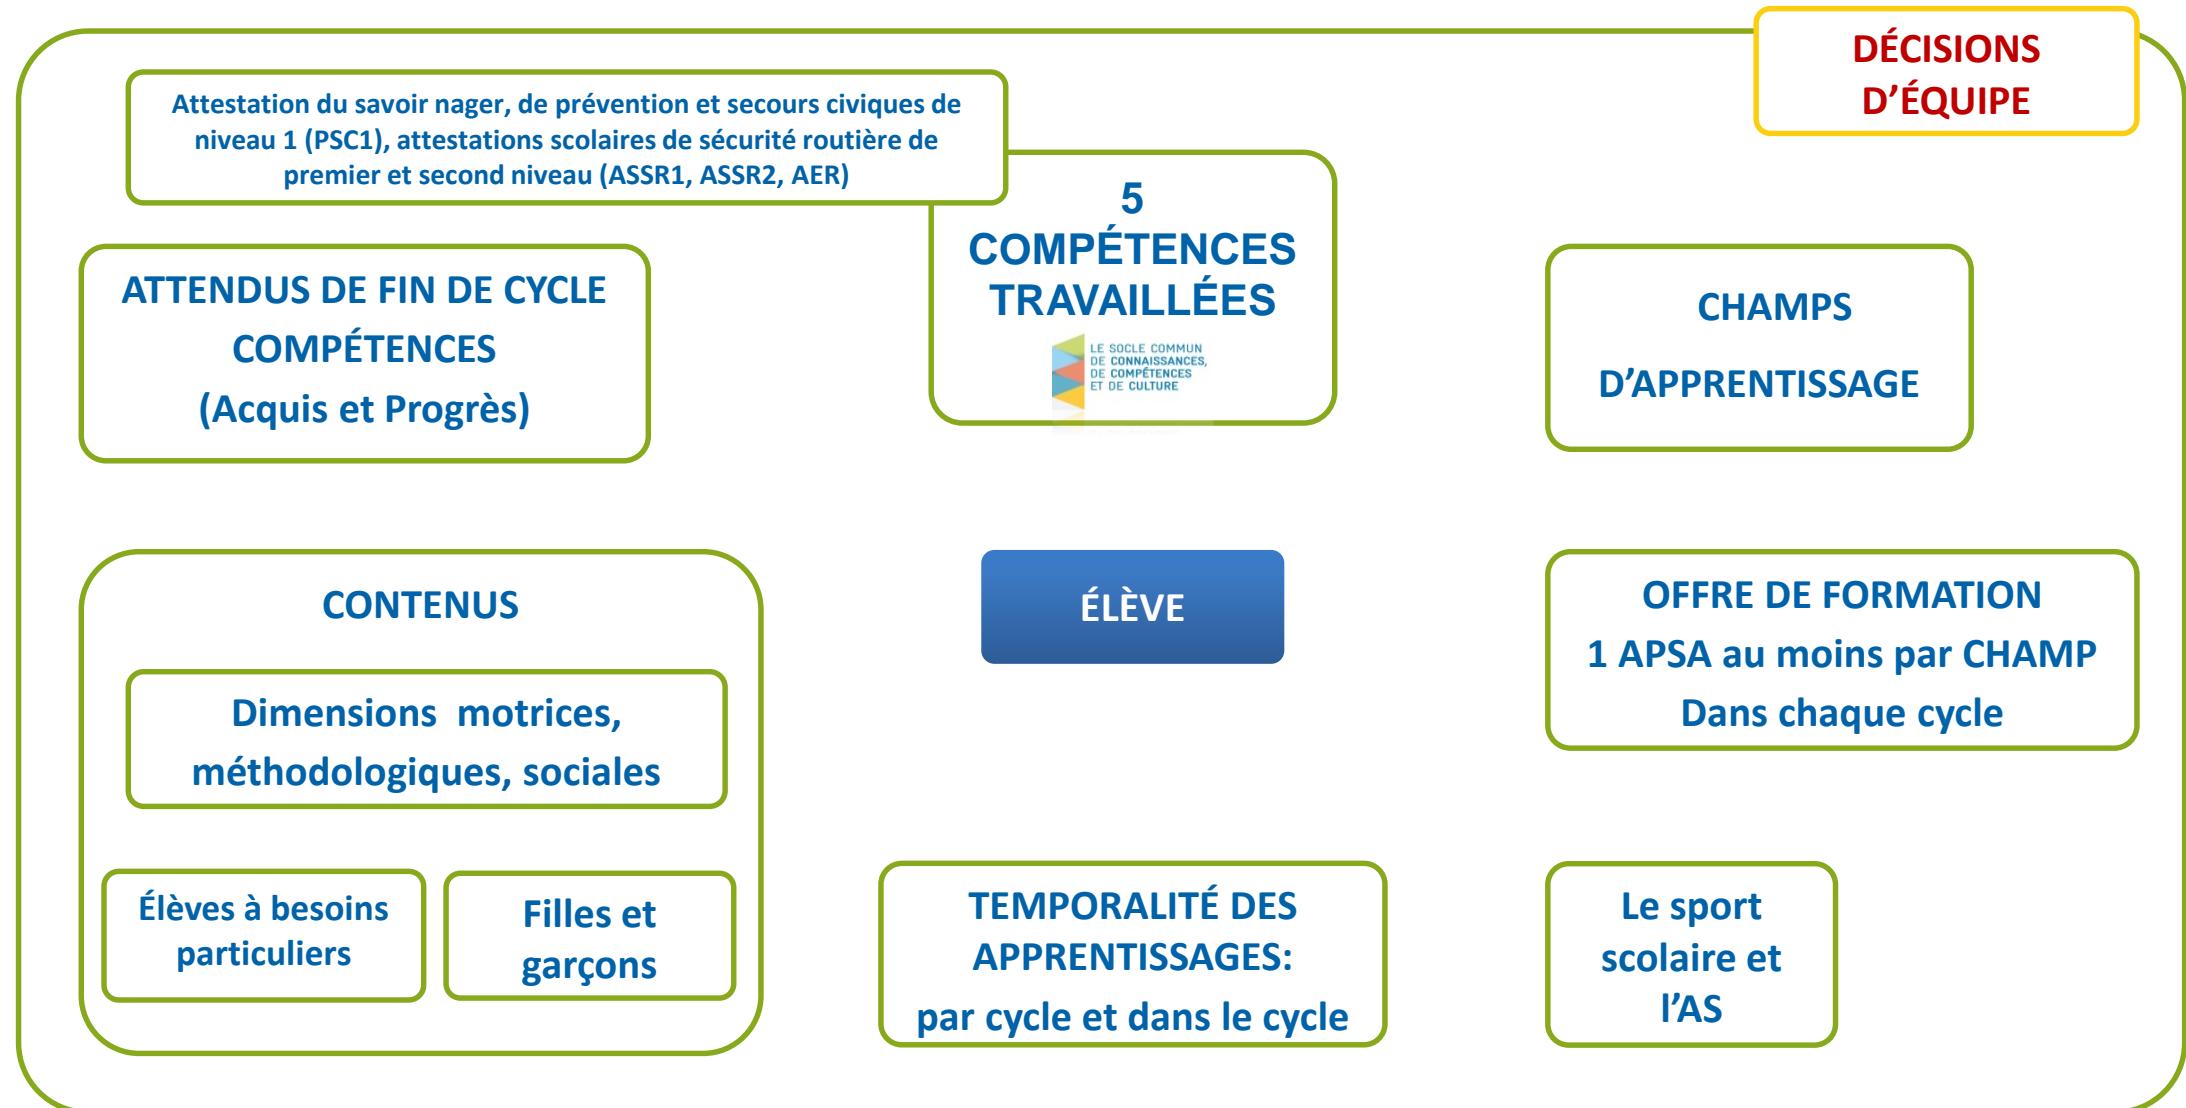 DÉCISIONS
D'ÉQUIPE
Attestation du savoir nager, de prévention et secours civiques de
niveau 1 (PSC1), attestations scolaires de sécurité routière de
premier et second niveau (ASSR1, ASSR2, AER)
5
COMPÉTENCES
TRAVAILLÉES
LE SOCLE COMMUN
DE CONNAISSANCES,
DE COMPÉTENCES
ET DE CULTURE
ATTENDUS DE FIN DE CYCLE
COMPÉTENCES
(Acquis et Progrès)
CHAMPS
D'APPRENTISSAGE
CONTENUS
Dimensions  motrices,
méthodologiques, sociales
Élèves à besoins
particuliers
Filles et
garçons
ÉLÈVE
OFFRE DE FORMATION
1 APSA au moins par CHAMP
Dans chaque cycle
TEMPORALITÉ DES
APPRENTISSAGES:
par cycle et dans le cycle
Le sport
scolaire et
l'AS